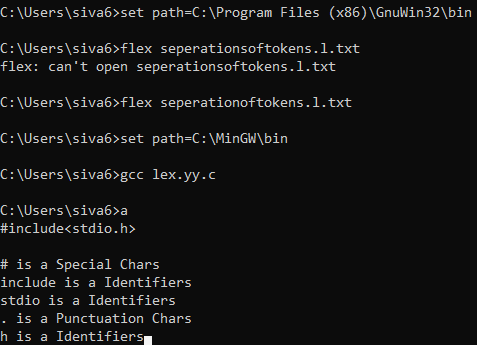 C:\Users\siva6>set path=C:\Program Files (x86)\GnuWin32\bin
C:\Users\siva6>flex seperationsoftokens.l.txt
flex: can't open seperationsoftokens.l.txt
C:\Users\siva6>flex seperationoftokens.l.txt
C:\Users\siva6>set path=C:\MinGW\bin
C:\Users\siva6>gcc lex.yy.c
C:\Users\siva6>a
#include<stdio.h>
# is a Special Chars
include is a Identifiers
stdio is a Identifiers
. is a Punctuation Chars
h is a Identifiers